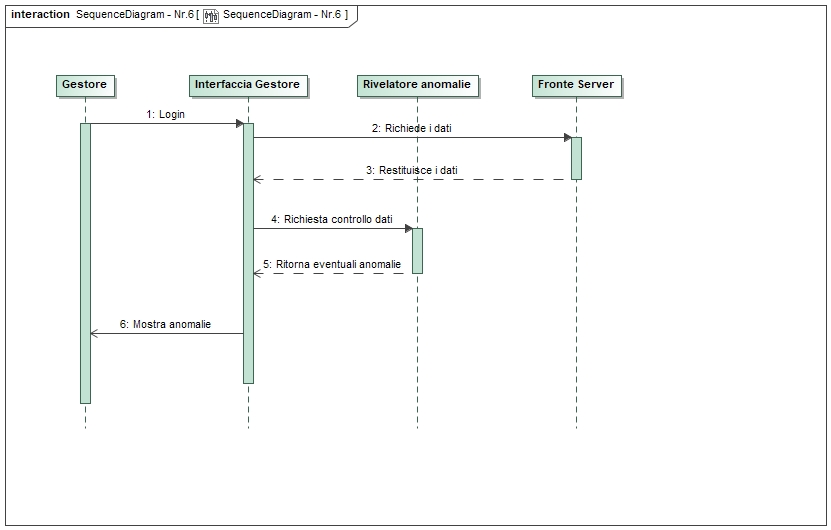 interaction SequenceDiagram - Nr.6 [ SequenceDiagram - Nr.6 ]
Gestore
Interfaccia Gestore
Rivelatore anomalie
Fronte Server
1: Login
2: Richiede i dati
3: Restituisce i dati
4: Richiesta controllo dati
5: Ritorna eventuali anomalie
6: Mostra anomalie